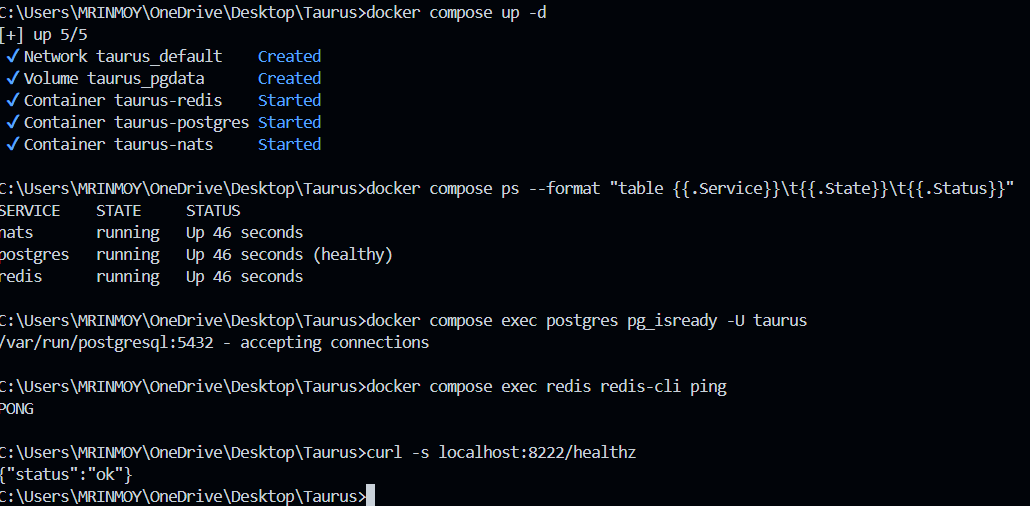 C:\Users\MRINMOY\OneDrive\Desktop\Taurus>docker compose up -d
[+] up 5/5
✓ Network taurus_default Created
✓ Volume taurus_pgdata Created
✓ Container taurus-redis Started
✓ Container taurus-postgres Started
✓ Container taurus-nats Started
C:\Users\MRINMOY\OneDrive\Desktop\Taurus>docker compose ps --format "table {{.Service}}\t{{.State}}\t{{.Status}}"
SERVICE STATE STATUS
nats running Up 46 seconds
postgres running Up 46 seconds (healthy)
redis running Up 46 seconds
C:\Users\MRINMOY\OneDrive\Desktop\Taurus>docker compose exec postgres pg_isready -U taurus
/var/run/postgresql:5432 - accepting connections
C:\Users\MRINMOY\OneDrive\Desktop\Taurus>docker compose exec redis redis-cli ping
PONG
C:\Users\MRINMOY\OneDrive\Desktop\Taurus>curl -s localhost:8222/healthz
{"status":"ok"}
C:\Users\MRINMOY\OneDrive\Desktop\Taurus>